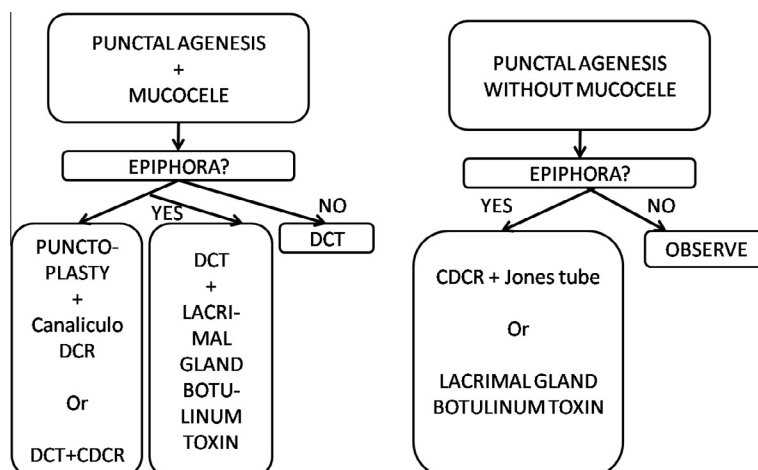 PUNCTAL AGENESIS
+
MUCOCELE
EPIPHORA?
YES
NO
PUNCTO-
PLASTY
+
Canaliculo
DCR
Or
DCT+CDCR
DCT
+
LACRI-
MAL
GLAND
BOTU-
LINUM
TOXIN
DCT
PUNCTAL AGENESIS
WITHOUT MUCOCELE
EPIPHORA?
YES
NO
CDCR + Jones tube
Or
LACRIMAL GLAND
BOTULINUM TOXIN
OBSERVE